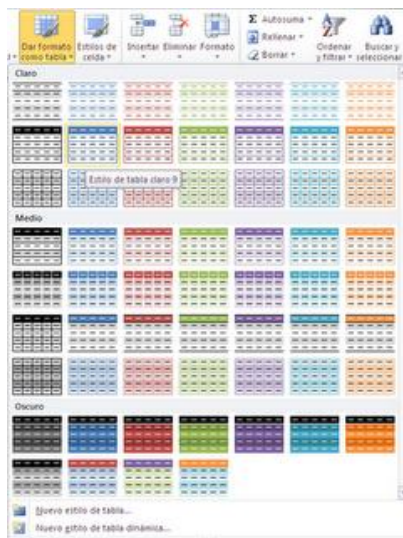 Dar formato como tabla
Estilos de celda
Insertar
Eliminar
Formato
Σ Autosuma
Rellenar
Borrar
Ordenar y filtrar
Buscar y seleccionar
Claro
Estilo de tabla claro 9
Medio
Oscuro
Nuevo estilo de tabla...
Nuevo estilo de tabla dinámica...